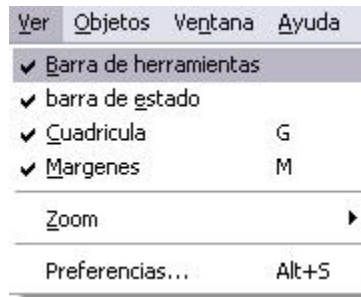 Ver Objetos Ventana Ayuda
Barra de herramientas
barra de estado
Cuadricula G
Margenes M
Zoom
Preferencias... Alt+S